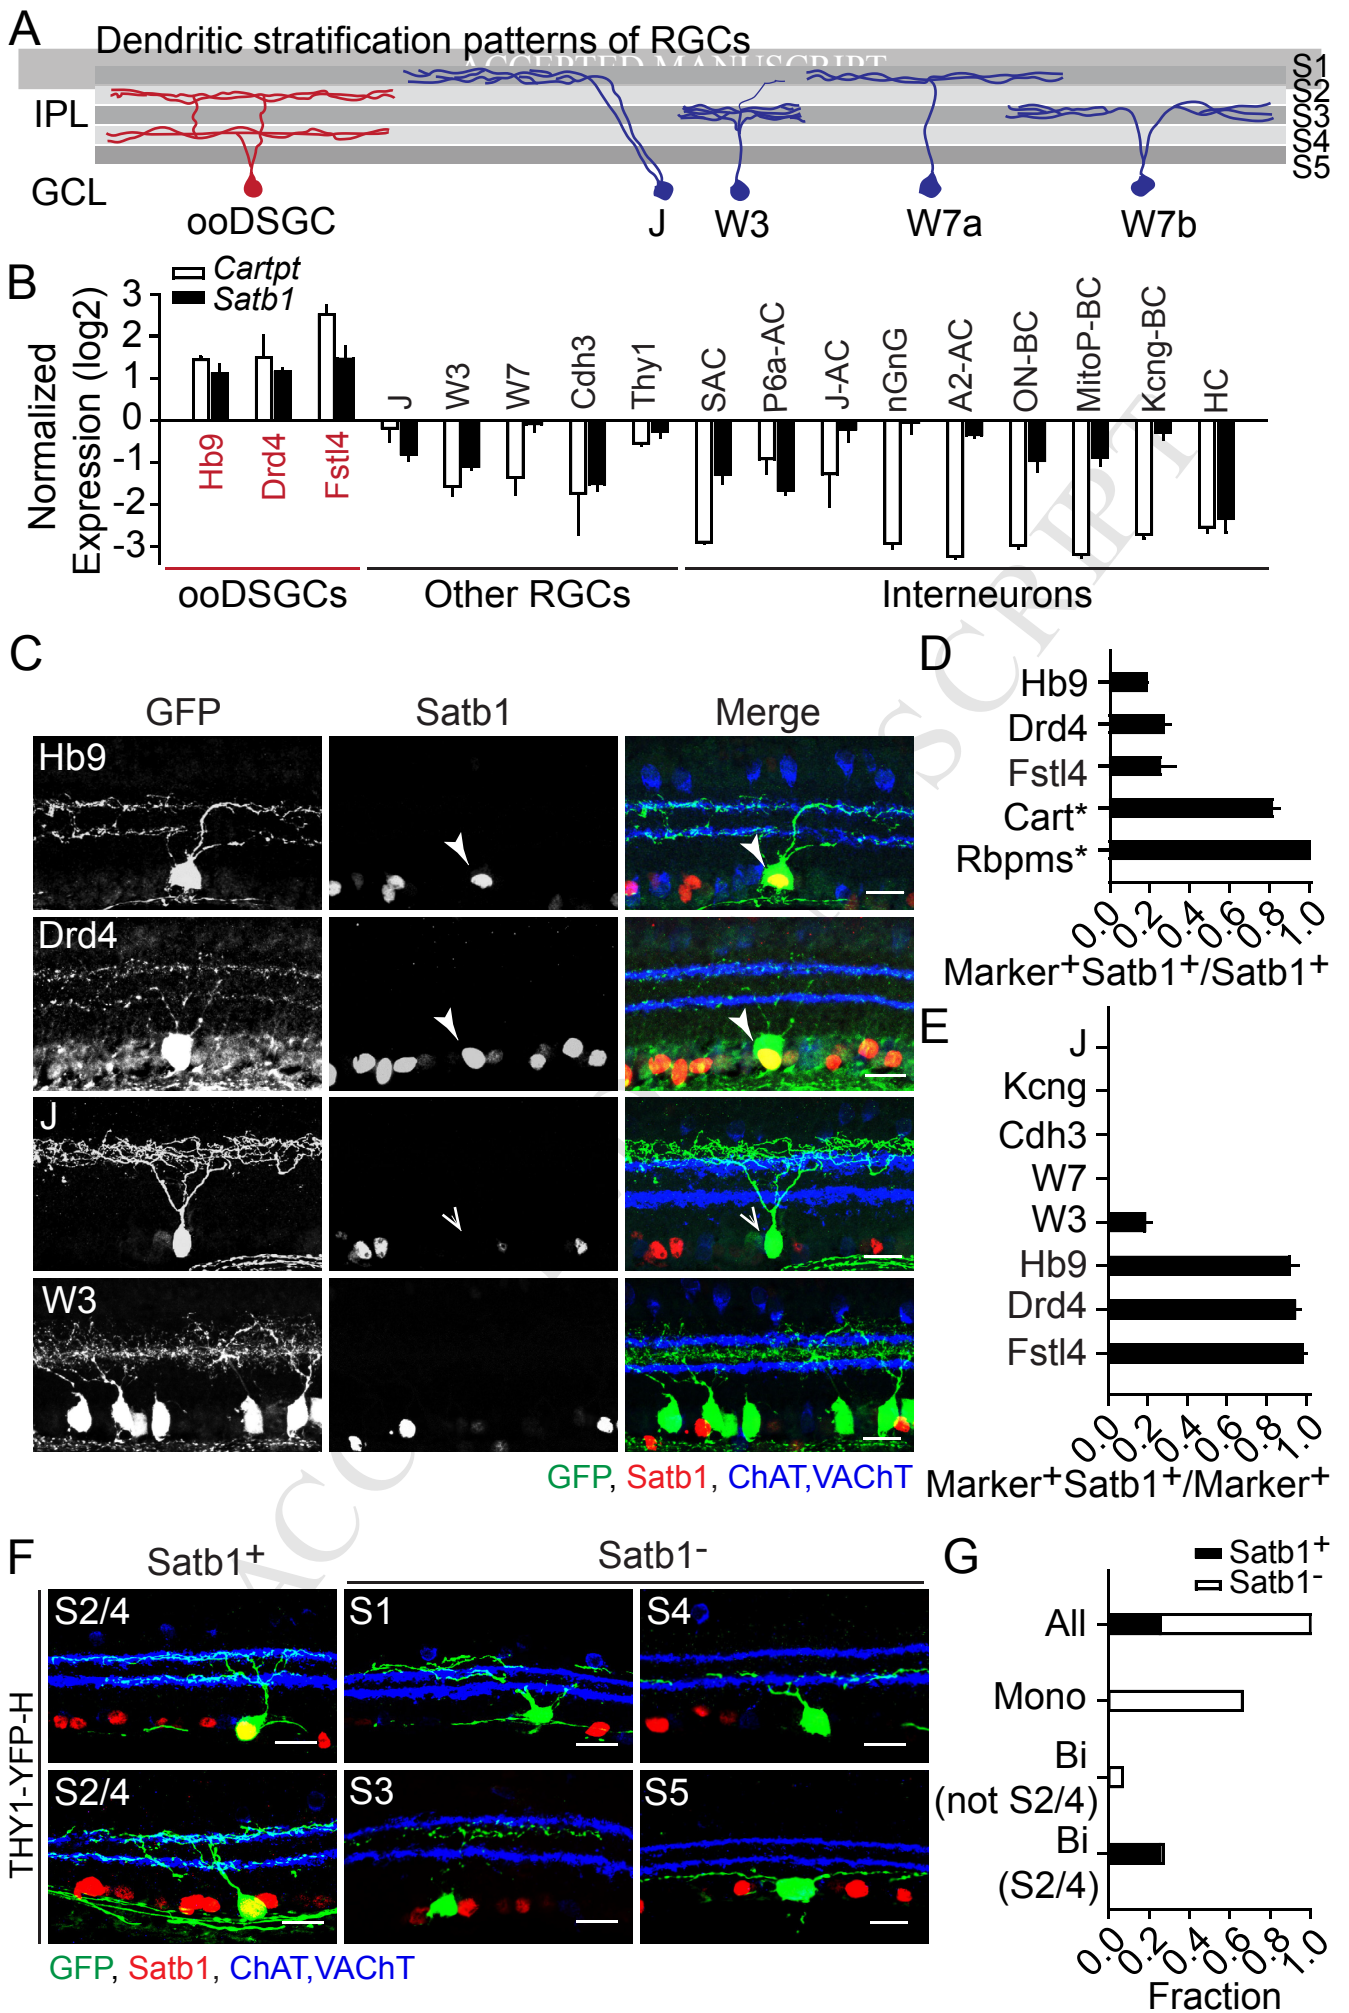 A
Dendritic stratification patterns of RGCs
ACCEPTED MANUSCRIPT
IPL
GCL
S1
S2
S3
S4
S5
ooDSGC
J
W3
W7a
W7b
B
Cartpt
Satb1
Normalized
Expression (log2)
3
2
1
0
-1
-2
-3
Hb9
Drd4
Fstl4
J
W3
W7
Cdh3
Thy1
SAC
P6a-AC
J-AC
nGnG
A2-AC
ON-BC
MitoP-BC
Kcng-BC
HC
ooDSGCs
Other RGCs
Interneurons
C
GFP
Satb1
Merge
Hb9
Drd4
J
W3
GFP, Satb1, ChAT,VAChT
D
Hb9
Drd4
Fstl4
Cart*
Rbpms*
0.0 0.2 0.4 0.6 0.8 1.0
Marker+Satb1+/Satb1+
E
J
Kcng
Cdh3
W7
W3
Hb9
Drd4
Fstl4
0.0 0.2 0.4 0.6 0.8 1.0
Marker+Satb1+/Marker+
F
Satb1+
Satb1-
THY1-YFP-H
S2/4
S1
S4
S2/4
S3
S5
GFP, Satb1, ChAT,VAChT
G
Satb1+
Satb1-
All
Mono
Bi
(not S2/4)
Bi
(S2/4)
0.0 0.2 0.4 0.6 0.8 1.0
Fraction